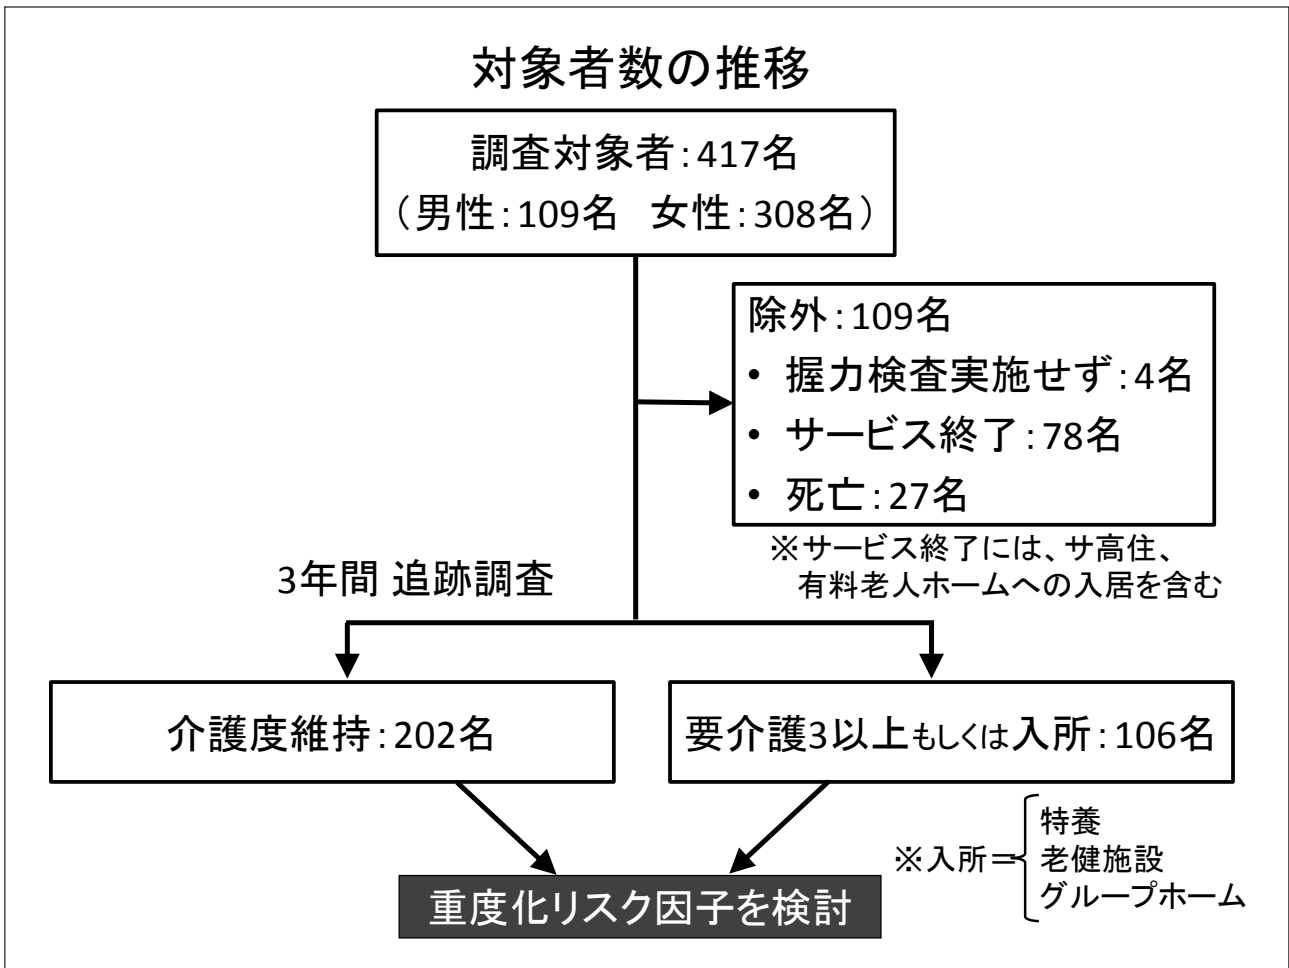 対象者数の推移
調査対象者：417名
（男性：109名　女性：308名）
除外：109名
• 握力検査実施せず：4名
• サービス終了：78名
• 死亡：27名
※サービス終了には、サ高住、
有料老人ホームへの入居を含む
3年間 追跡調査
介護度維持：202名
要介護3以上もしくは入所：106名
※入所＝
特養
老健施設
グループホーム
重度化リスク因子を検討